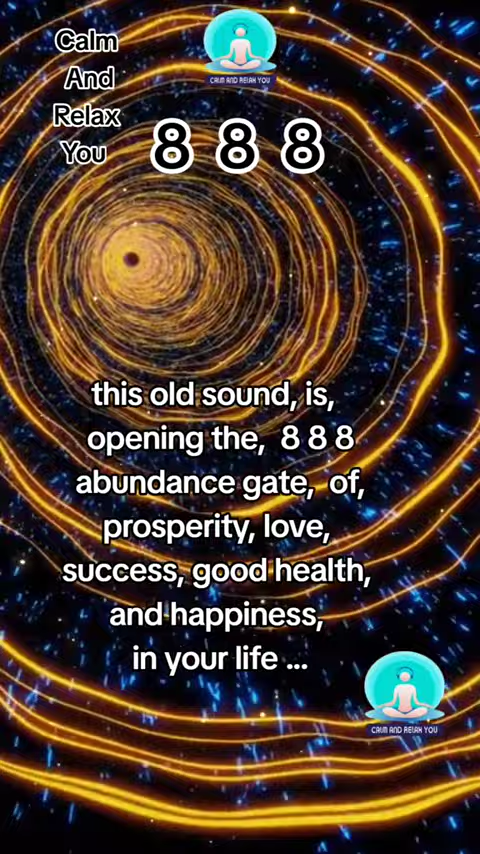 Calm
And
Relax
You
CALM AND RELAX YOU
8 8 8
this old sound, is,
opening the, 8 8 8
abundance gate, of,
prosperity, love,
success, good health,
and happiness,
in your life ...
CALM AND RELAX YOU